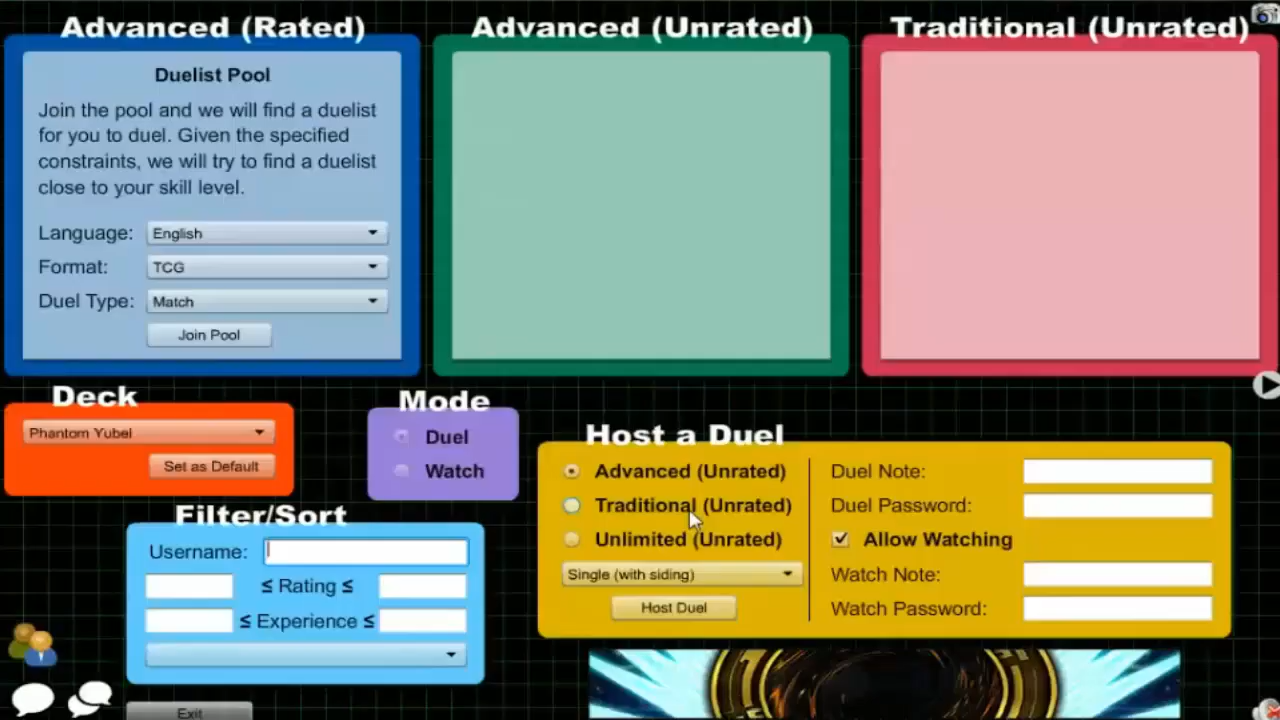 Advanced (Rated)
Duelist Pool
Join the pool and we will find a duelist
for you to duel. Given the specified
constraints, we will try to find a duelist
close to your skill level.
Language: English
Format: TCG
Duel Type: Match
Join Pool
Advanced (Unrated)
Traditional (Unrated)
Deck
Phantom Yubel
Set as Default
Mode
Duel
Watch
Filter/Sort
Username:
≤ Rating ≤
≤ Experience ≤
Exit
Host a Duel
Advanced (Unrated)
Traditional (Unrated)
Unlimited (Unrated)
Single (with siding)
Host Duel
Duel Note:
Duel Password:
Allow Watching
Watch Note:
Watch Password: